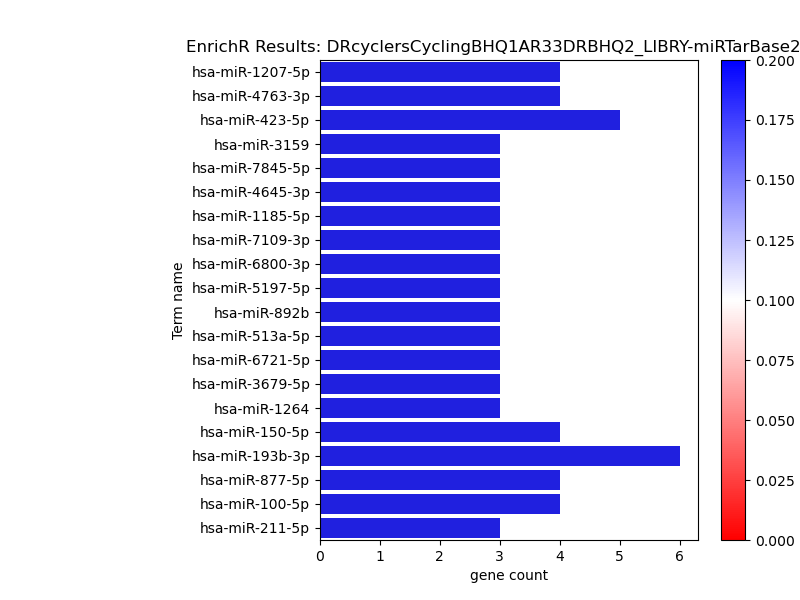 EnrichR Results: DRcyclersCyclingBHQ1AR33DRBHQ2_LIBRY-miRTarBase2
hsa-miR-1207-5p
hsa-miR-4763-3p
hsa-miR-423-5p
hsa-miR-3159
hsa-miR-7845-5p
hsa-miR-4645-3p
hsa-miR-1185-5p
hsa-miR-7109-3p
hsa-miR-6800-3p
hsa-miR-5197-5p
hsa-miR-892b
hsa-miR-513a-5p
hsa-miR-6721-5p
hsa-miR-3679-5p
hsa-miR-1264
hsa-miR-150-5p
hsa-miR-193b-3p
hsa-miR-877-5p
hsa-miR-100-5p
hsa-miR-211-5p
Term name
0 1 2 3 4 5 6
gene count
0.200
0.175
0.150
0.125
0.100
0.075
0.050
0.025
0.000